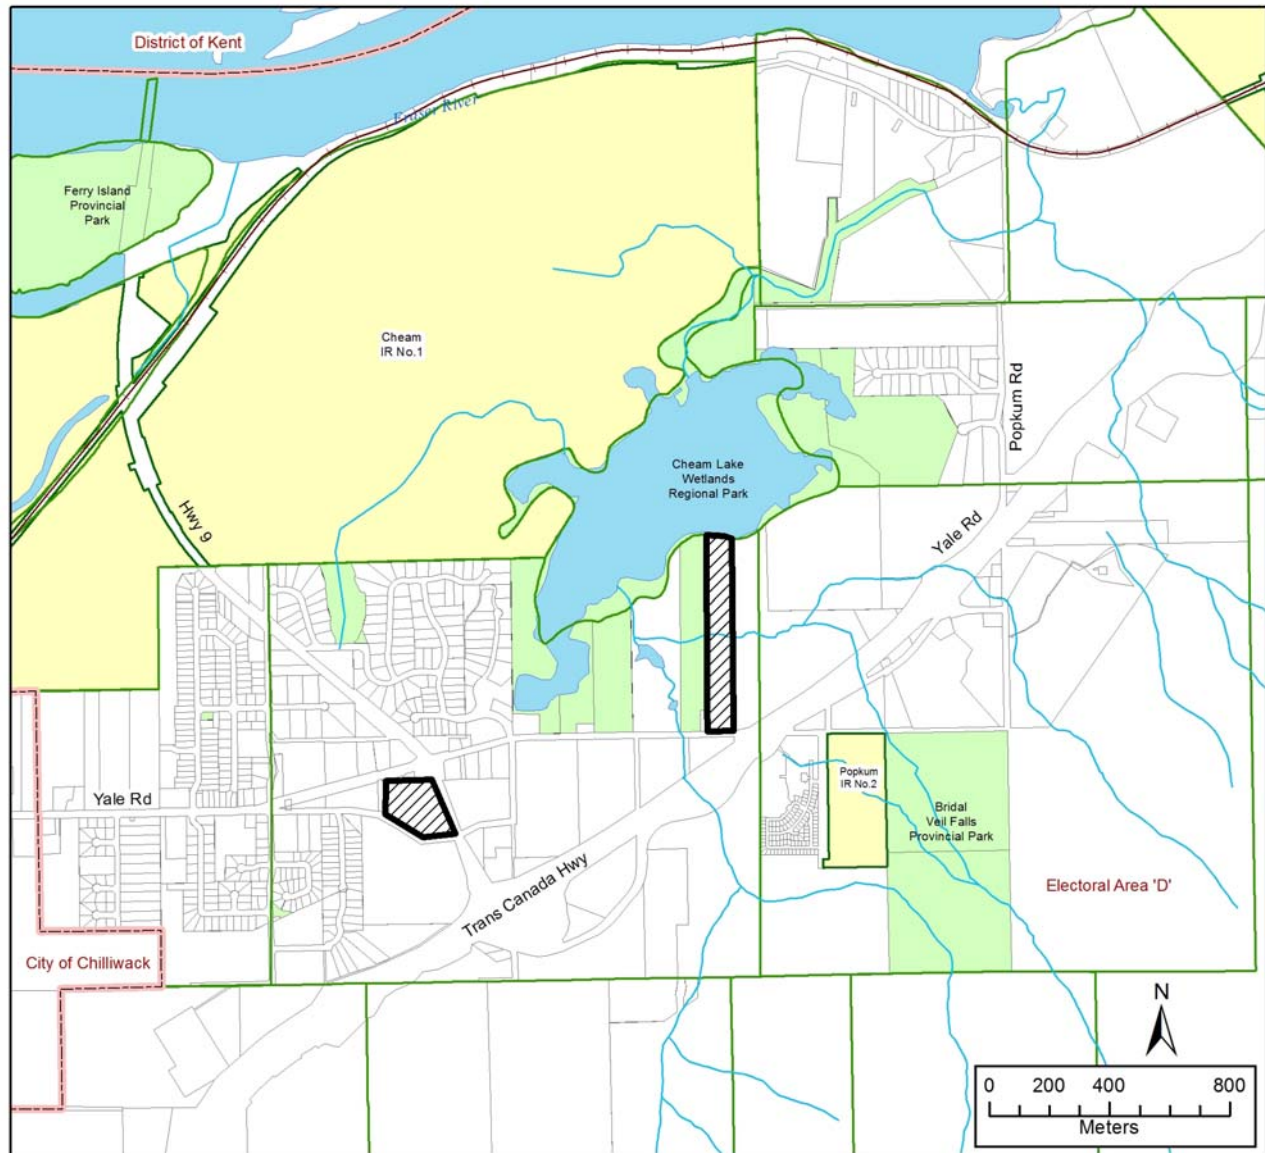 District of Kent
Fraser River
Ferry Island
Provincial
Park
Cheam
IR No.1
Popkum Rd
Cheam Lake
Wetlands
Regional Park
Hwy 9
Yale Rd
Popkum
IR No.2
Yale Rd
Bridal
Veil Falls
Provincial Park
Trans Canada Hwy
Electoral Area 'D'
City of Chilliwack
N
0 200 400 800
Meters